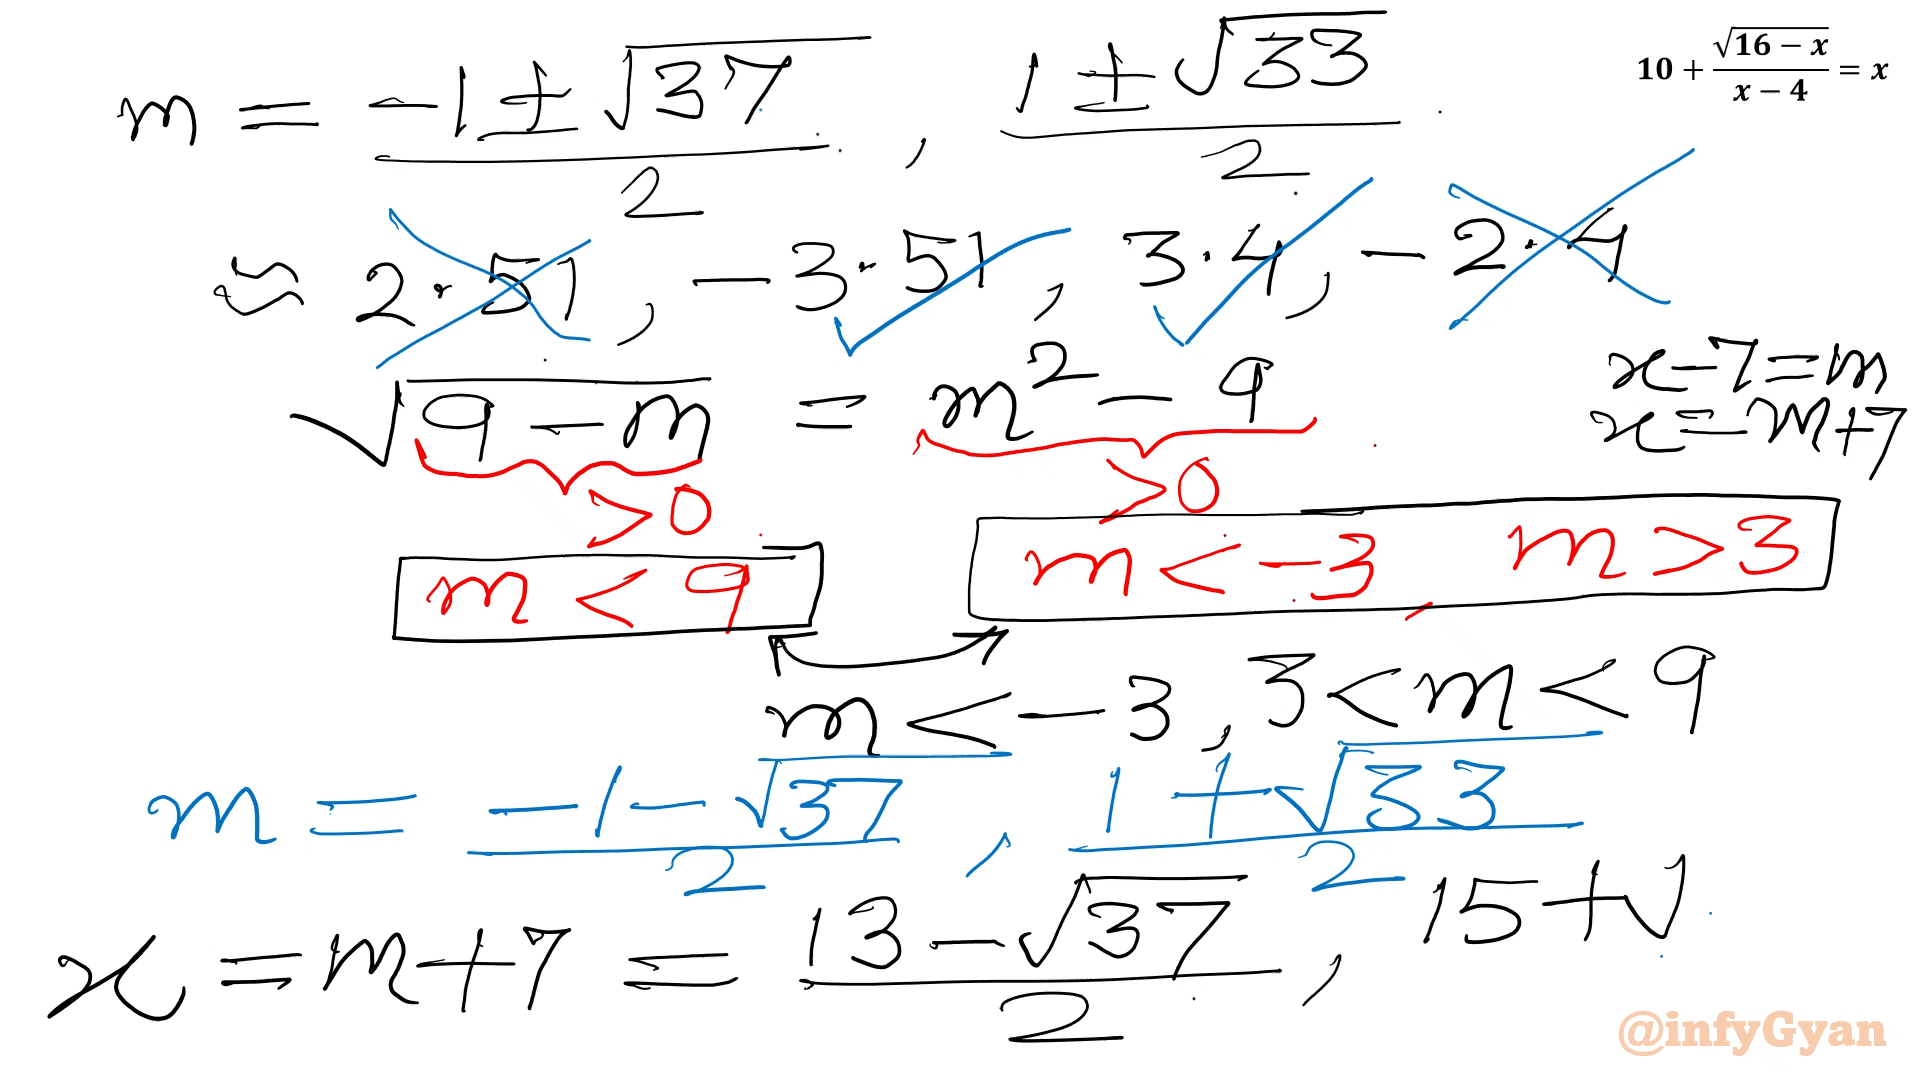 m = (-1 ± √37)/2 , (1 ± √33)/2
10 + √(16 − x)/(x − 4) = x
≈ 2.51 , -3.51 , 3.4 , -2.4
x-7=m
√(9 - m) = m² - 9
x=m+7
>0 >0
m < 9 m < -3 , m > 3
m < -3 , 3 < m < 9
m = (-1-√37)/2 , (1+√33)/2
x = m+7 = (13-√37)/2 , 15+√
@infyGyan